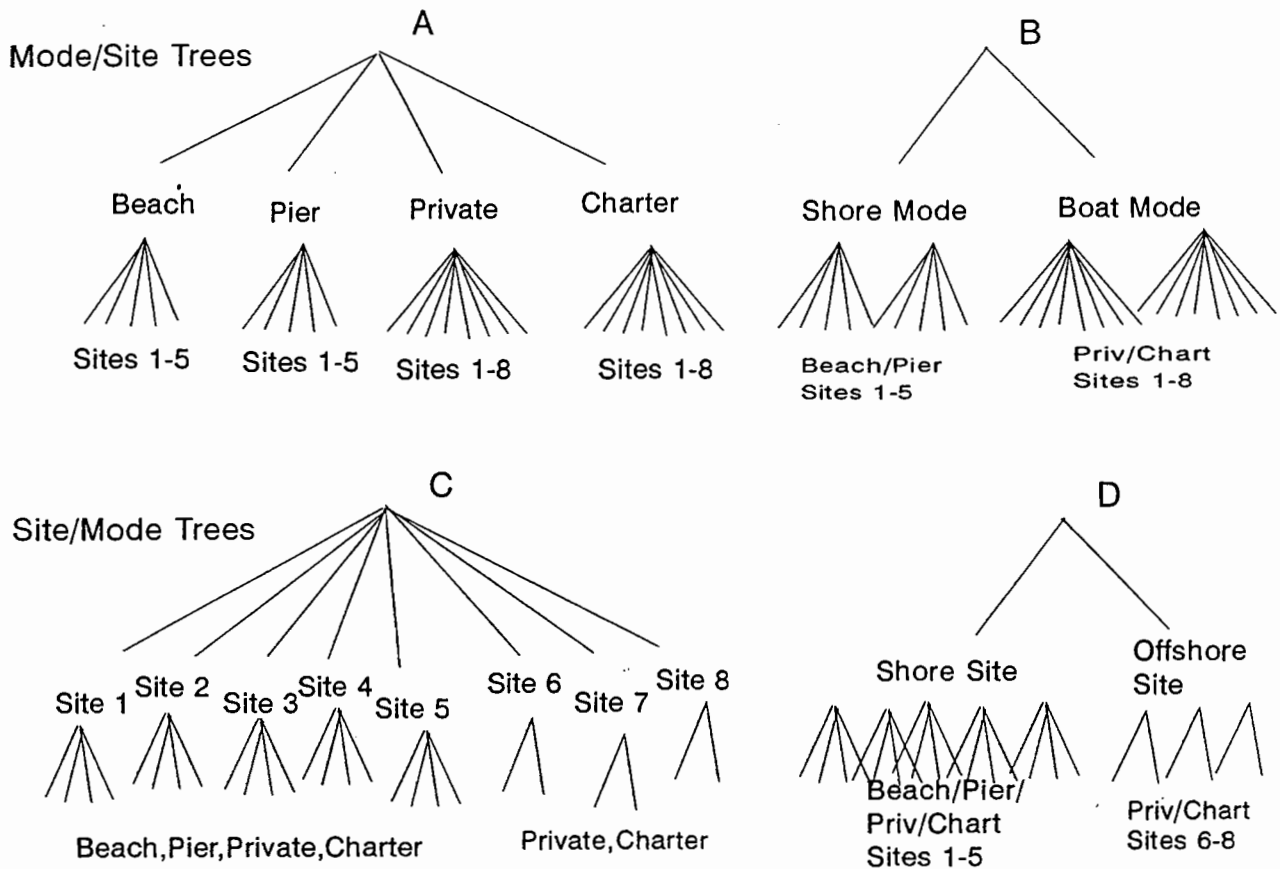 A
Mode/Site Trees
Beach
Pier
Private
Charter
Sites 1-5
Sites 1-5
Sites 1-8
Sites 1-8
B
Shore Mode
Boat Mode
Beach/Pier
Sites 1-5
Priv/Chart
Sites 1-8
C
Site/Mode Trees
Site 1
Site 2
Site 3
Site 4
Site 5
Site 6
Site 7
Site 8
Beach,Pier,Private,Charter
Private,Charter
D
Shore Site
Offshore
Site
Beach/Pier/
Priv/Chart
Sites 1-5
Priv/Chart
Sites 6-8